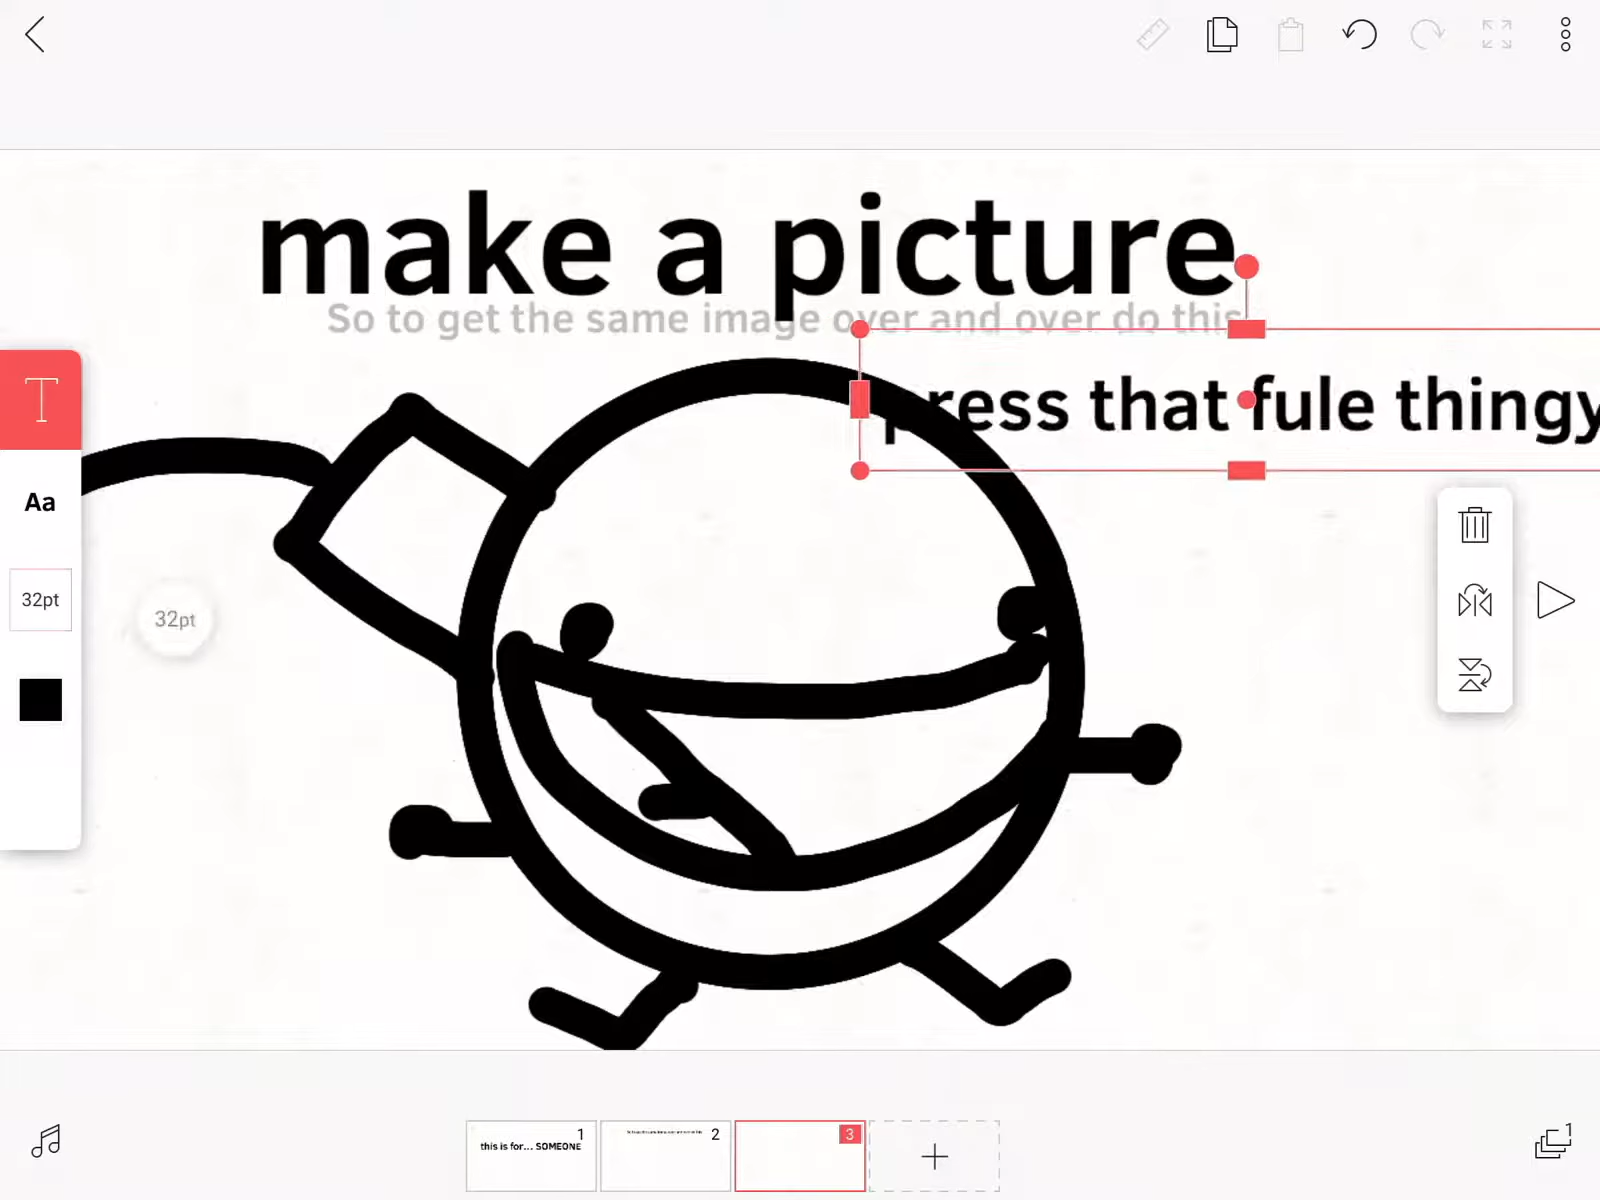 make a picture
So to get the same image over and over do this
press that fule thingy
Aa
32pt
32pt
1
this is for... SOMEONE
2
3
1